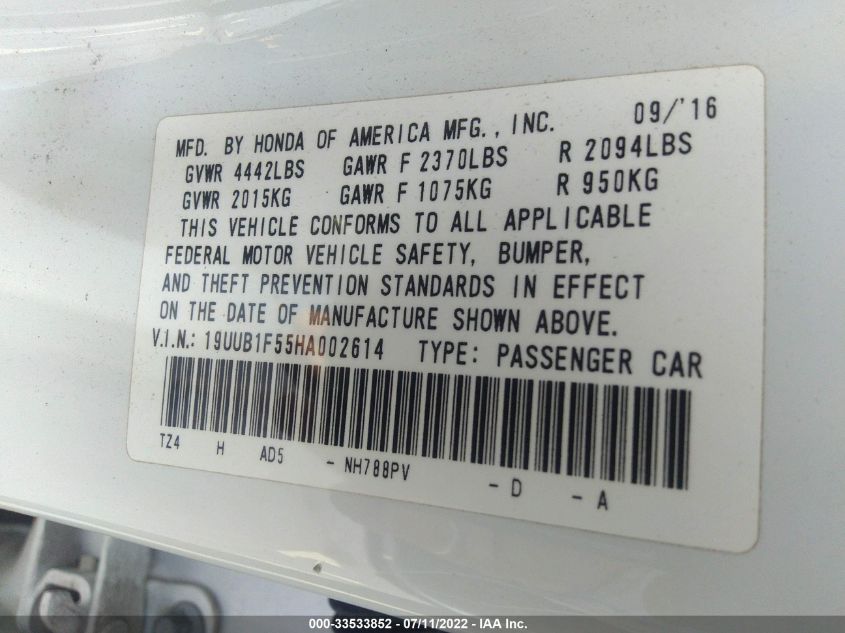 MFD. BY HONDA OF AMERICA MFG., INC. 09/'16
GVWR 4442LBS GAWR F 2370LBS R 2094LBS
GVWR 2015KG GAWR F 1075KG R 950KG
THIS VEHICLE CONFORMS TO ALL APPLICABLE
FEDERAL MOTOR VEHICLE SAFETY, BUMPER,
AND THEFT PREVENTION STANDARDS IN EFFECT
ON THE DATE OF MANUFACTURE SHOWN ABOVE.
V.I.N.: 19UUB1F55HA002614 TYPE: PASSENGER CAR
TZ4 H AD5 - NH788PV - D - A
000-33533852 - 07/11/2022 - IAA Inc.